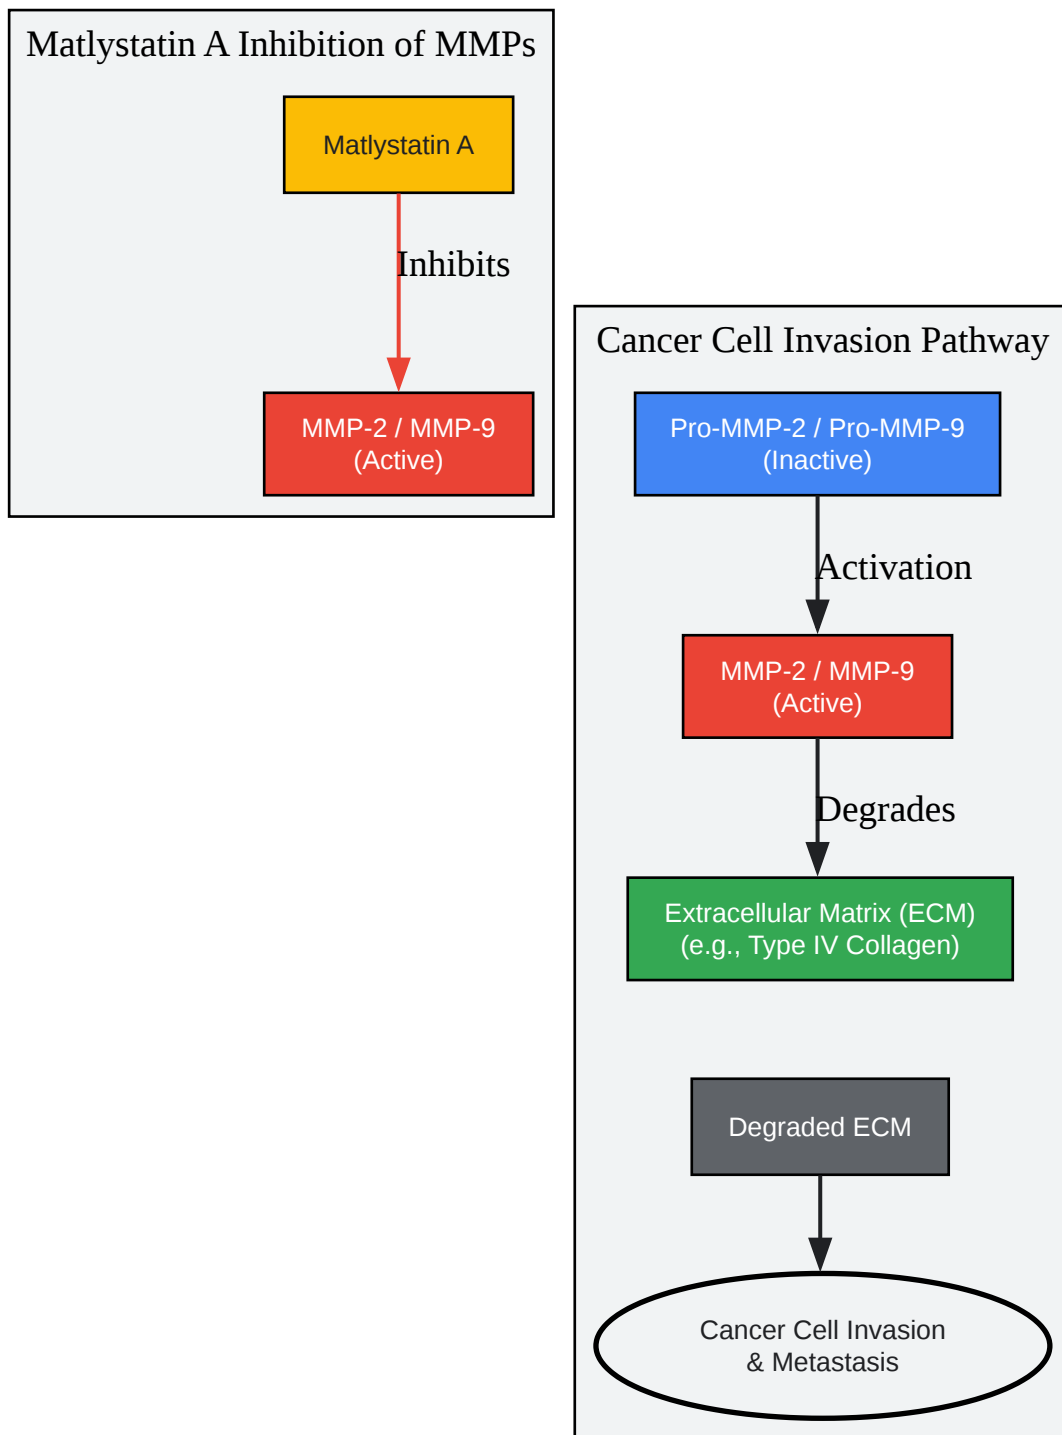 Matlystatin A Inhibition of MMPs
Matlystatin A
Inhibits
MMP-2 / MMP-9
(Active)
Cancer Cell Invasion Pathway
Pro-MMP-2 / Pro-MMP-9
(Inactive)
Activation
MMP-2 / MMP-9
(Active)
Degrades
Extracellular Matrix (ECM)
(e.g., Type IV Collagen)
Degraded ECM
Cancer Cell Invasion
& Metastasis